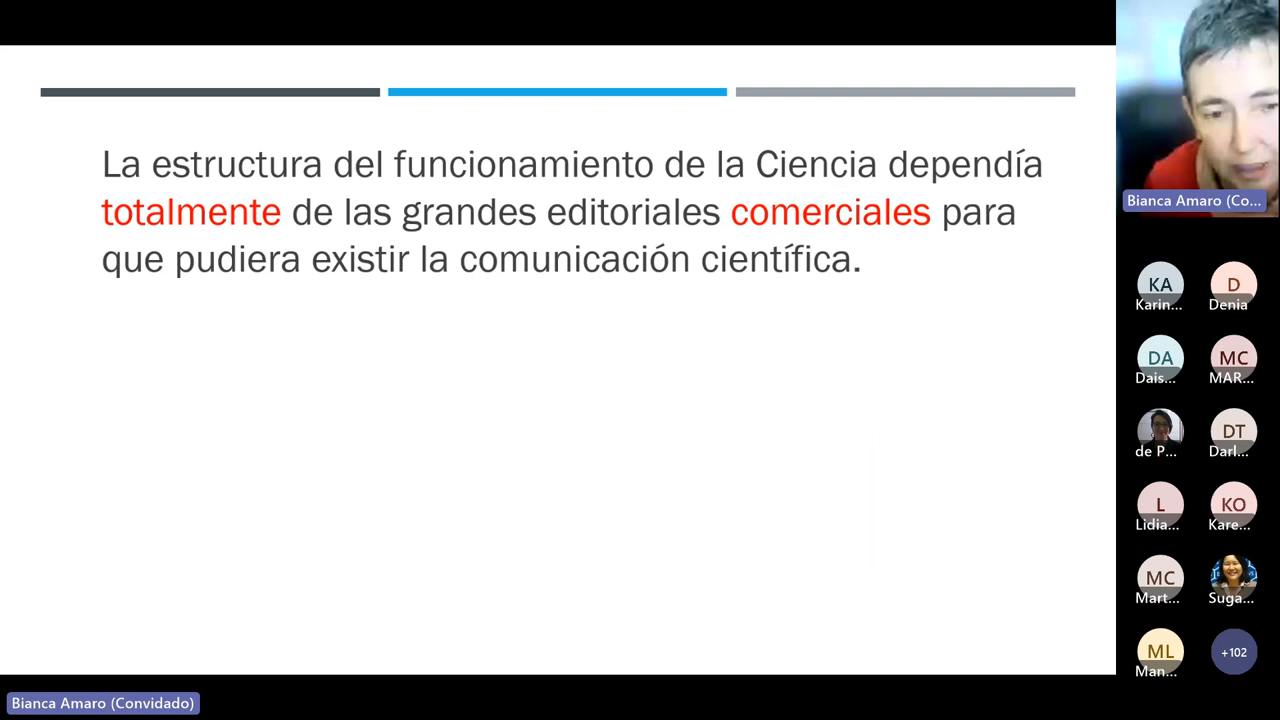 La estructura del funcionamiento de la Ciencia dependía
totalmente de las grandes editoriales comerciales para
que pudiera existir la comunicación científica.
Bianca Amaro (Co...
KA
Karin...
D
Denia
DA
Dais...
MC
MAR...
de P...
DT
Darl...
L
Lidia...
KO
Kare...
MC
Mart...
Suga...
ML
Man...
+102
Bianca Amaro (Convidado)